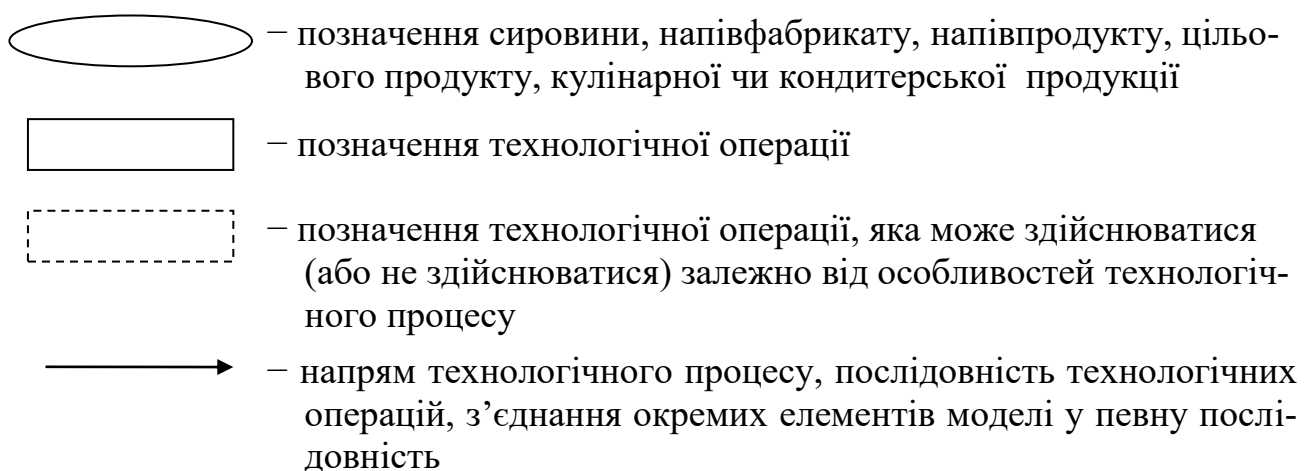 − позначення сировини, напівфабрикату, напівпродукту, цільо-
вого продукту, кулінарної чи кондитерської продукції
− позначення технологічної операції
− позначення технологічної операції, яка може здійснюватися
(або не здійснюватися) залежно від особливостей технологіч-
ного процесу
− напрям технологічного процесу, послідовність технологічних
операцій, з’єднання окремих елементів моделі у певну послі-
довність